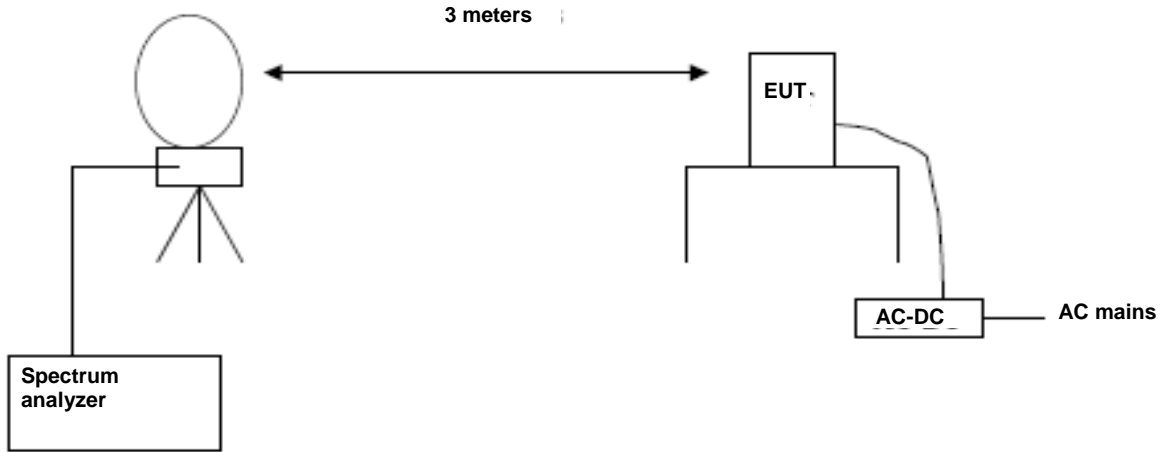 3 meters
EUT
AC-DC
AC mains
Spectrum
analyzer